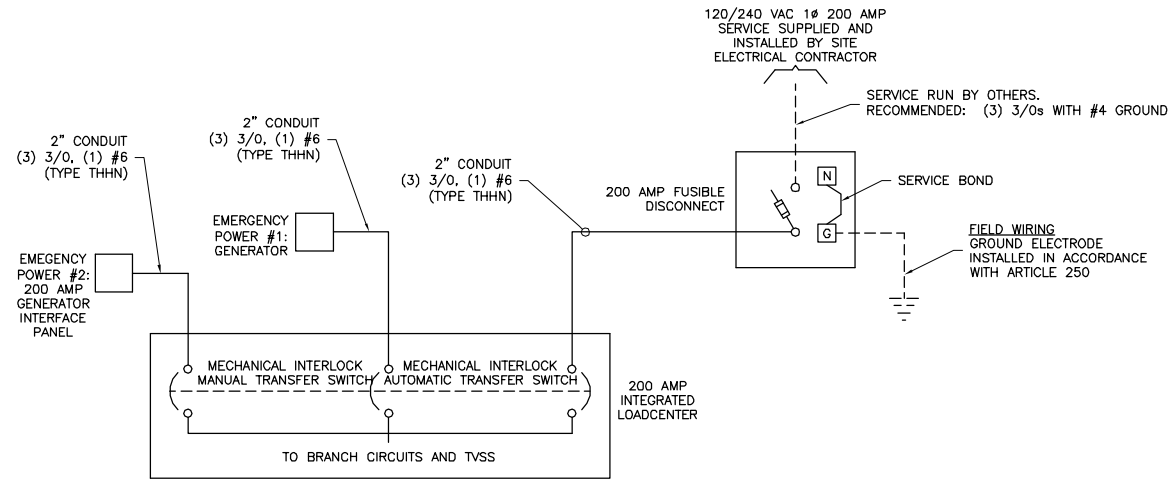 120/240 VAC 1ø 200 AMP
SERVICE SUPPLIED AND
INSTALLED BY SITE
ELECTRICAL CONTRACTOR
SERVICE RUN BY OTHERS.
RECOMMENDED: (3) 3/0s WITH #4 GROUND
2" CONDUIT
(3) 3/0, (1) #6
(TYPE THHN)
2" CONDUIT
(3) 3/0, (1) #6
(TYPE THHN)
2" CONDUIT
(3) 3/0, (1) #6
(TYPE THHN)
200 AMP FUSIBLE
DISCONNECT
N
G
SERVICE BOND
FIELD WIRING
GROUND ELECTRODE
INSTALLED IN ACCORDANCE
WITH ARTICLE 250
EMERGENCY
POWER #1:
GENERATOR
EMEGENCY
POWER #2:
200 AMP
GENERATOR
INTERFACE
PANEL
MECHANICAL INTERLOCK
MANUAL TRANSFER SWITCH
MECHANICAL INTERLOCK
AUTOMATIC TRANSFER SWITCH
200 AMP
INTEGRATED
LOADCENTER
TO BRANCH CIRCUITS AND TVSS